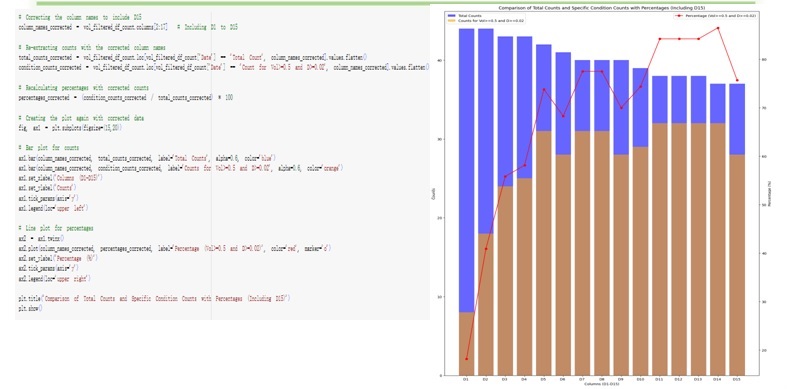 # Correcting the column names to include D15
column_names_corrected = vol_filtered_df_count.columns[2:17] # Including D1 to D15
# Re-extracting counts with the corrected column names
total_counts_corrected = vol_filtered_df_count.loc[vol_filtered_df_count['Date'] == 'Total Count', column_names_corrected].values.flatten()
condition_counts_corrected = vol_filtered_df_count.loc[vol_filtered_df_count['Date'] == 'Count for Vol>=0.5 and D>=0.02', column_names_corrected].values.flatten()
# Recalculating percentages with corrected counts
percentages_corrected = (condition_counts_corrected / total_counts_corrected) * 100
# Creating the plot again with corrected data
fig, ax1 = plt.subplots(figsize=(15,20))
# Bar plot for counts
ax1.bar(column_names_corrected, total_counts_corrected, label='Total Counts', alpha=0.6, color='blue')
ax1.bar(column_names_corrected, condition_counts_corrected, label='Counts for Vol>=0.5 and D>=0.02', alpha=0.6, color='orange')
ax1.set_xlabel('Columns (D1-D15)')
ax1.set_ylabel('Counts')
ax1.tick_params(axis='y')
ax1.legend(loc='upper left')
# Line plot for percentages
ax2 = ax1.twinx()
ax2.plot(column_names_corrected, percentages_corrected, label='Percentage (Vol>=0.5 and D>=0.02)', color='red', marker='o')
ax2.set_ylabel('Percentage (%)')
ax2.tick_params(axis='y')
ax2.legend(loc='upper right')
plt.title('Comparison of Total Counts and Specific Condition Counts with Percentages (Including D15)')
plt.show()
Comparison of Total Counts and Specific Condition Counts with Percentages (Including D15)
Total Counts
Counts for Vol>=0.5 and D>=0.02
Percentage (Vol>=0.5 and D>=0.02)
40
30
20
10
0
Counts
80
70
60
50
40
30
20
Percentage (%)
D1 D2 D3 D4 D5 D6 D7 D8 D9 D10 D11 D12 D13 D14 D15
Columns (D1-D15)